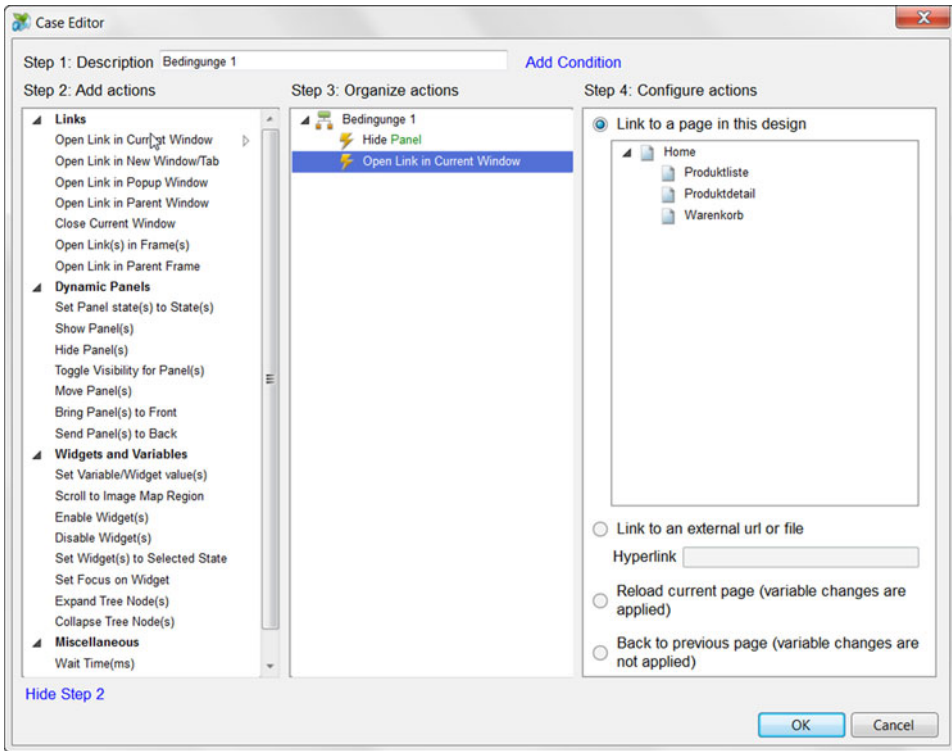 Case Editor
Step 1: Description Bedingunge 1 Add Condition
Step 2: Add actions
Links
Open Link in Current Window
Open Link in New Window/Tab
Open Link in Popup Window
Open Link in Parent Window
Close Current Window
Open Link(s) in Frame(s)
Open Link in Parent Frame
Dynamic Panels
Set Panel state(s) to State(s)
Show Panel(s)
Hide Panel(s)
Toggle Visibility for Panel(s)
Move Panel(s)
Bring Panel(s) to Front
Send Panel(s) to Back
Widgets and Variables
Set Variable/Widget value(s)
Scroll to Image Map Region
Enable Widget(s)
Disable Widget(s)
Set Widget(s) to Selected State
Set Focus on Widget
Expand Tree Node(s)
Collapse Tree Node(s)
Miscellaneous
Wait Time(ms)
Hide Step 2
Step 3: Organize actions
Bedingunge 1
Hide Panel
Open Link in Current Window
Step 4: Configure actions
Link to a page in this design
Home
Produktliste
Produktdetail
Warenkorb
Link to an external url or file
Hyperlink
Reload current page (variable changes are
applied)
Back to previous page (variable changes are
not applied)
OK
Cancel